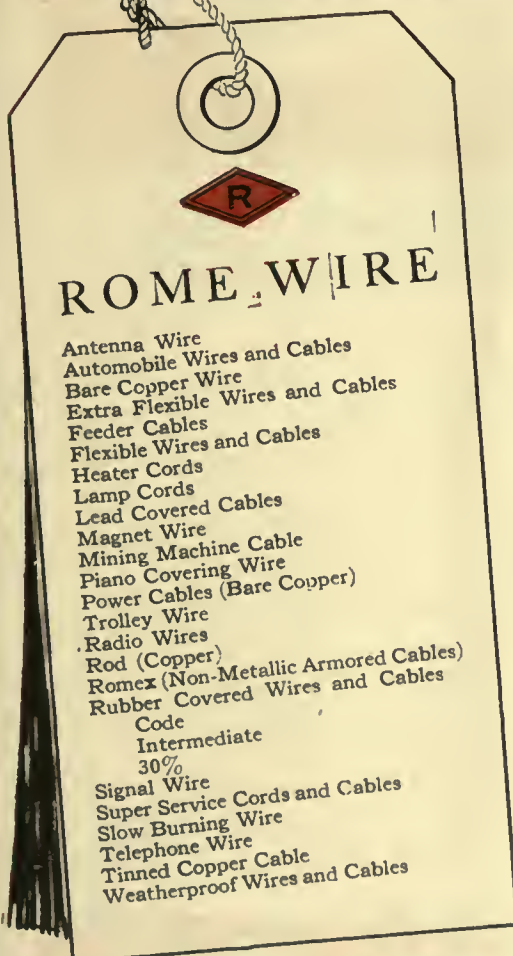 R
ROME WIRE
Antenna Wire
Automobile Wires and Cables
Bare Copper Wire
Extra Flexible Wires and Cables
Feeder Cables
Flexible Wires and Cables
Heater Cords
Lamp Cords
Lead Covered Cables
Magnet Wire
Mining Machine Cable
Piano Covering Wire
Power Cables (Bare Copper)
Trolley Wire
Radio Wires
Rod (Copper)
Romex (Non-Metallic Armored Cables)
Rubber Covered Wires and Cables
Code
Intermediate
30%
Signal Wire
Super Service Cords and Cables
Slow Burning Wire
Telephone Wire
Tinned Copper Cable
Weatherproof Wires and Cables